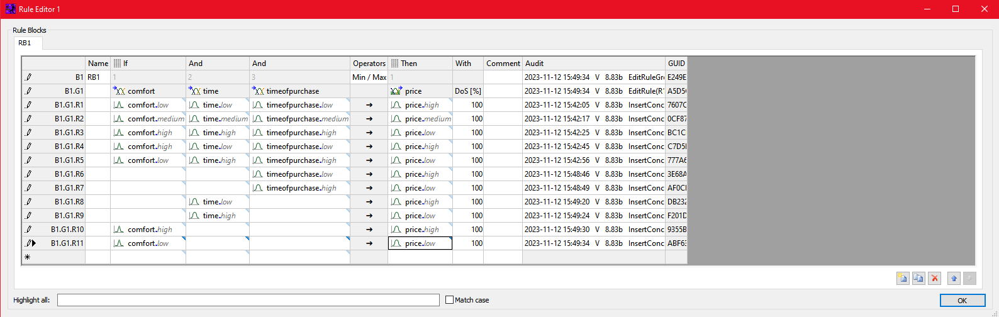 Rule Editor 1
Rule Blocks
RB1
Name If And And Operators Then With Comment Audit GUID
B1 RB1 1 2 3 Min / Max 1 2023-11-12 15:49:34 V 8.83b EditRuleGr E249E
B1.G1 comfort time timeofpurchase price DoS [%] 2023-11-12 15:49:34 V 8.83b EditRule(R A5D5
B1.G1.R1 comfort.low time.low timeofpurchase.low ➔ price.high 100 2023-11-12 15:42:05 V 8.83b InsertConc 7607C
B1.G1.R2 comfort.medium time.medium timeofpurchase.medium ➔ price.medium 100 2023-11-12 15:42:17 V 8.83b InsertConc 0CF87
B1.G1.R3 comfort.high time.high timeofpurchase.high ➔ price.low 100 2023-11-12 15:42:25 V 8.83b InsertConc BC1C
B1.G1.R4 comfort.high time.low timeofpurchase.low ➔ price.high 100 2023-11-12 15:42:45 V 8.83b InsertConc C7D5
B1.G1.R5 comfort.low time.high timeofpurchase.high ➔ price.low 100 2023-11-12 15:42:56 V 8.83b InsertConc 777A6
B1.G1.R6 timeofpurchase.low ➔ price.high 100 2023-11-12 15:48:46 V 8.83b InsertConc 3E68A
B1.G1.R7 timeofpurchase.high ➔ price.low 100 2023-11-12 15:48:49 V 8.83b InsertConc AF0C
B1.G1.R8 time.low ➔ price.high 100 2023-11-12 15:49:20 V 8.83b InsertConc DB232
B1.G1.R9 time.high ➔ price.low 100 2023-11-12 15:49:24 V 8.83b InsertConc F201D
B1.G1.R10 comfort.high ➔ price.high 100 2023-11-12 15:49:30 V 8.83b InsertConc 9355B
B1.G1.R11 comfort.low ➔ price.low 100 2023-11-12 15:49:34 V 8.83b InsertConc ABF63
Highlight all: Match case OK